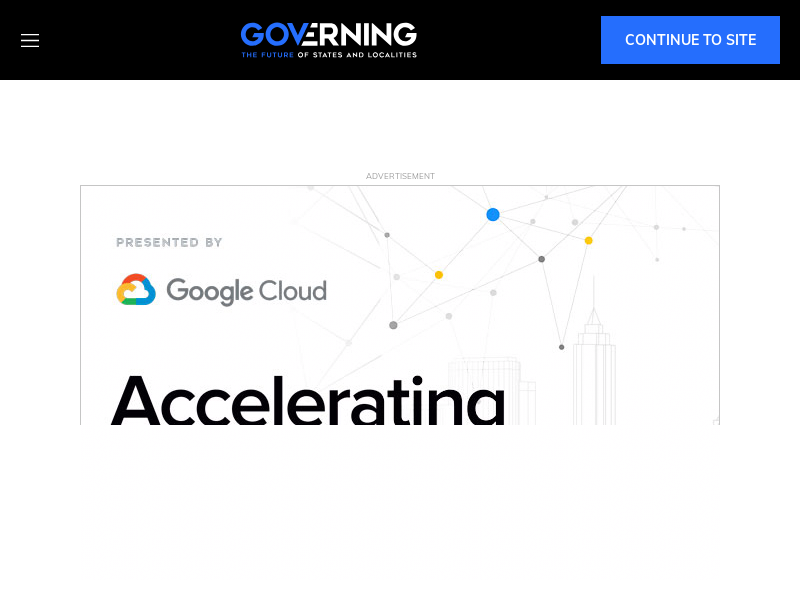 GOVERNING
THE FUTURE OF STATES AND LOCALITIES
CONTINUE TO SITE
ADVERTISEMENT
PRESENTED BY
Google Cloud
Accelerating